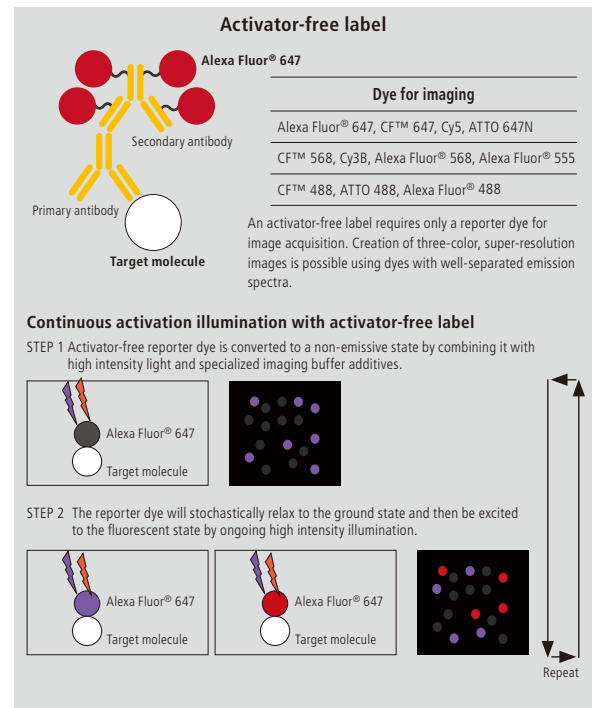 Activator-free label
Alexa Fluor® 647
Secondary antibody
Primary antibody
Target molecule
Dye for imaging
Alexa Fluor® 647, CF™ 647, Cy5, ATTO 647N
CF™ 568, Cy3B, Alexa Fluor® 568, Alexa Fluor® 555
CF™ 488, ATTO 488, Alexa Fluor® 488
An activator-free label requires only a reporter dye for
image acquisition. Creation of three-color, super-resolution
images is possible using dyes with well-separated emission
spectra.
Continuous activation illumination with activator-free label
STEP 1 Activator-free reporter dye is converted to a non-emissive state by combining it with
high intensity light and specialized imaging buffer additives.
Alexa Fluor® 647
Target molecule
STEP 2 The reporter dye will stochastically relax to the ground state and then be excited
to the fluorescent state by ongoing high intensity illumination.
Alexa Fluor® 647
Target molecule
Alexa Fluor® 647
Target molecule
Repeat